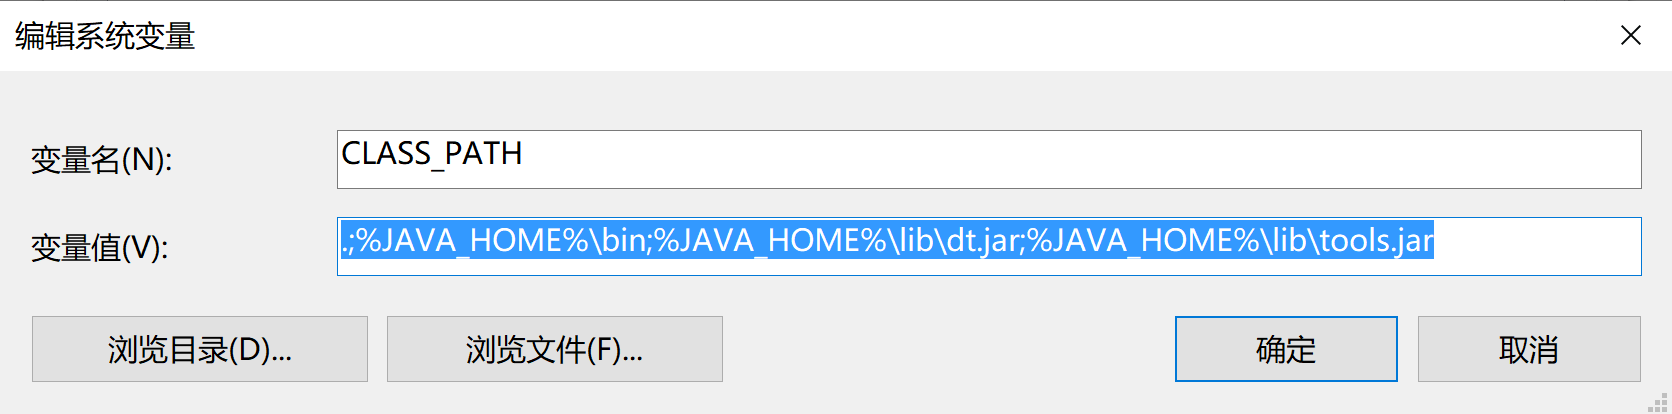 编辑系统变量
变量名(N):
CLASS_PATH
变量值(V):
.;%JAVA_HOME%\bin;%JAVA_HOME%\lib\dt.jar;%JAVA_HOME%\lib\tools.jar
浏览目录(D)...
浏览文件(F)...
确定
取消